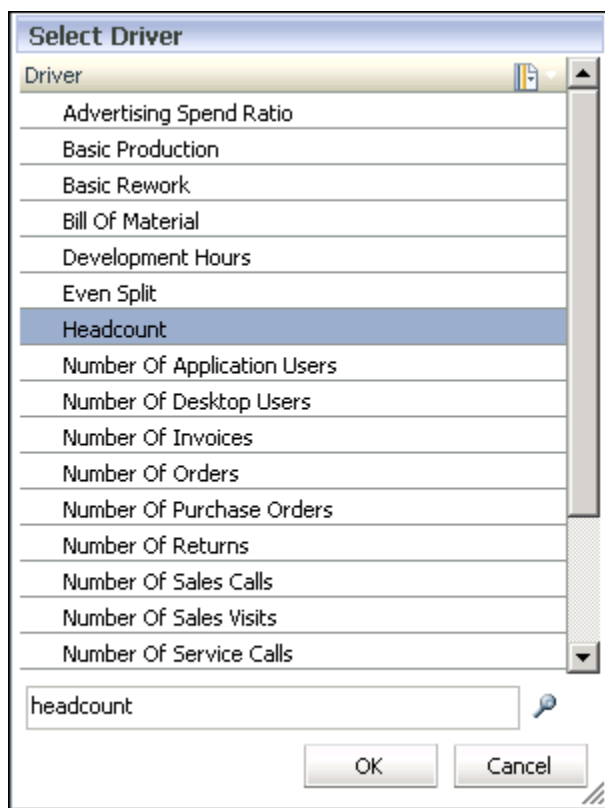 Select Driver
Driver
Advertising Spend Ratio
Basic Production
Basic Rework
Bill Of Material
Development Hours
Even Split
Headcount
Number Of Application Users
Number Of Desktop Users
Number Of Invoices
Number Of Orders
Number Of Purchase Orders
Number Of Returns
Number Of Sales Calls
Number Of Sales Visits
Number Of Service Calls
headcount
OK Cancel